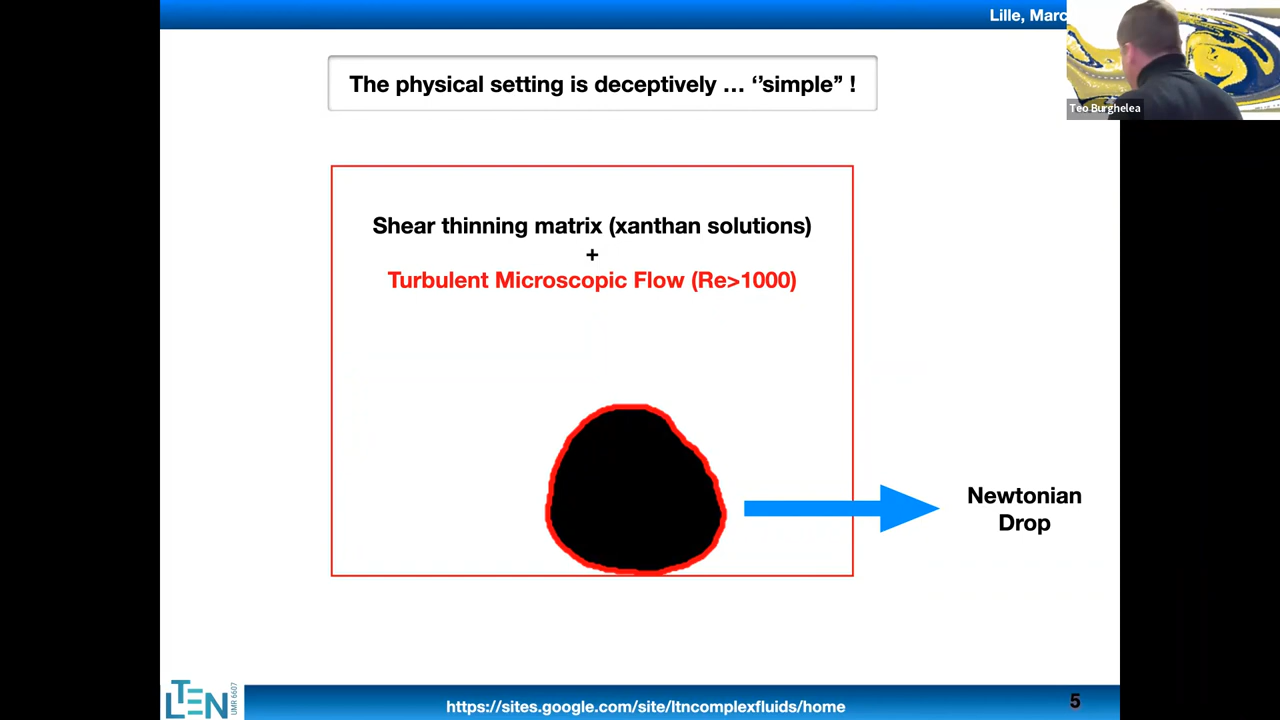 Lille, Marc
The physical setting is deceptively … ‘’simple” !
Teo Burghelea
Shear thinning matrix (xanthan solutions)
+
Turbulent Microscopic Flow (Re>1000)
Newtonian
Drop
LTEN
UMR 6607
https://sites.google.com/site/ltncomplexfluids/home
5